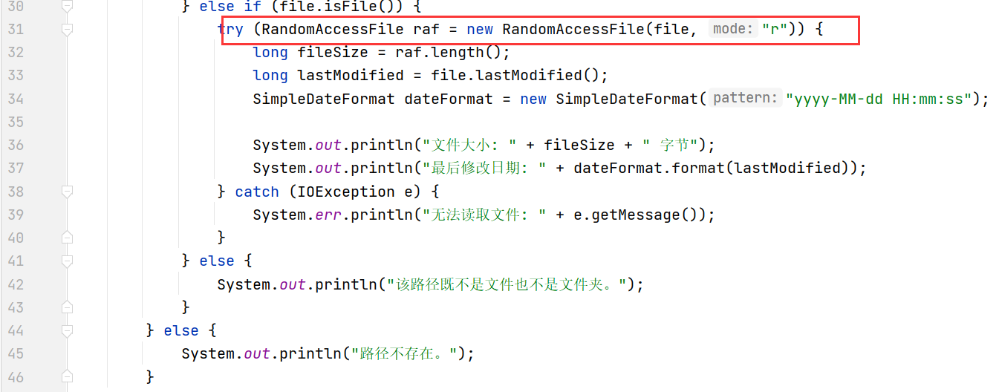 30 } else if (file.isFile()) {
31 try (RandomAccessFile raf = new RandomAccessFile(file, mode: "r")) {
32 long fileSize = raf.length();
33 long lastModified = file.lastModified();
34 SimpleDateFormat dateFormat = new SimpleDateFormat( pattern: "yyyy-MM-dd HH:mm:ss");
35
36 System.out.println("文件大小: " + fileSize + " 字节");
37 System.out.println("最后修改日期: " + dateFormat.format(lastModified));
38 } catch (IOException e) {
39 System.err.println("无法读取文件: " + e.getMessage());
40 }
41 } else {
42 System.out.println("该路径既不是文件也不是文件夹。");
43 }
44 } else {
45 System.out.println("路径不存在。");
46 }